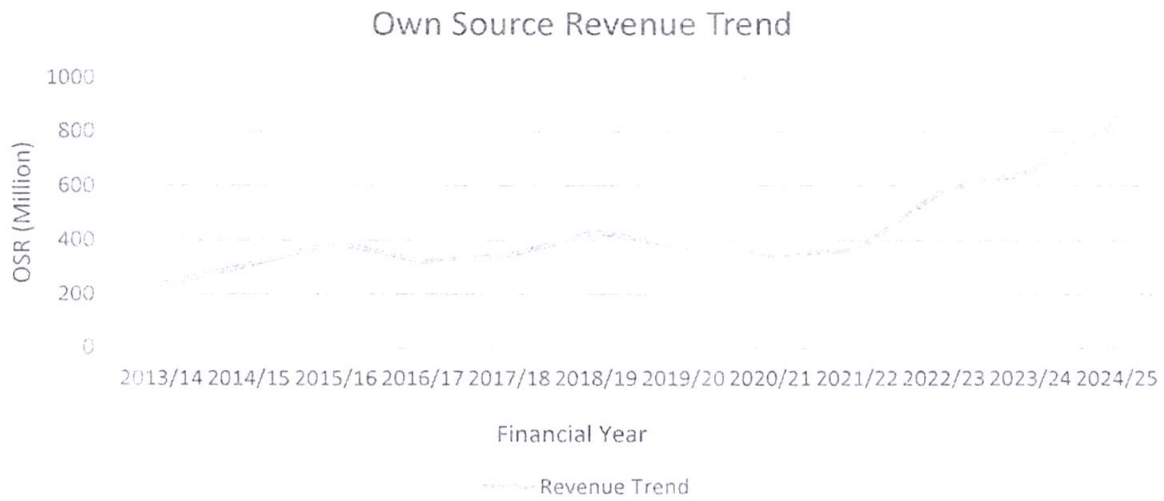 Own Source Revenue Trend
1000
800
600
400
200
0
OSR (Million)
2013/14 2014/15 2015/16 2016/17 2017/18 2018/19 2019/20 2020/21 2021/22 2022/23 2023/24 2024/25
Financial Year
Revenue Trend